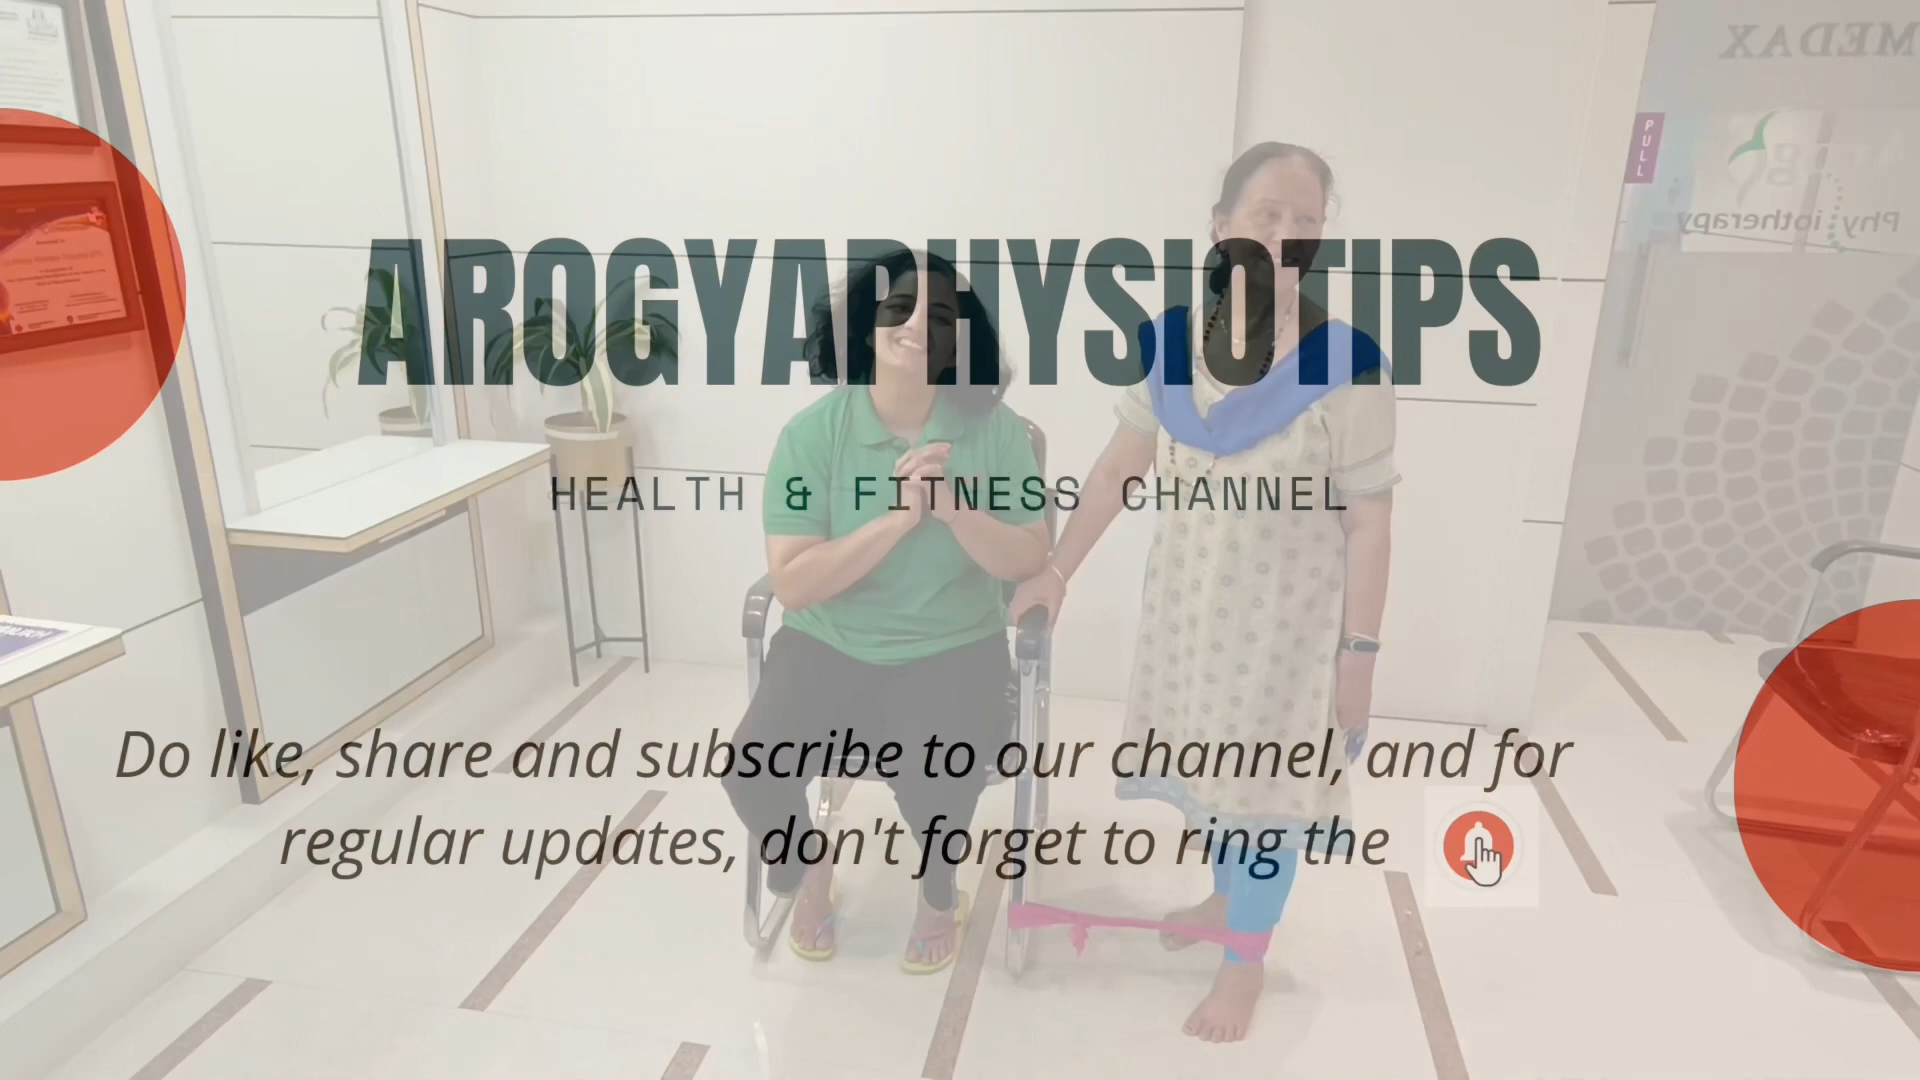 MEDAX
PULL
Physiotherapy
AROGYAPHYSIOTIPS
HEALTH & FITNESS CHANNEL
Do like, share and subscribe to our channel, and for
regular updates, don't forget to ring the